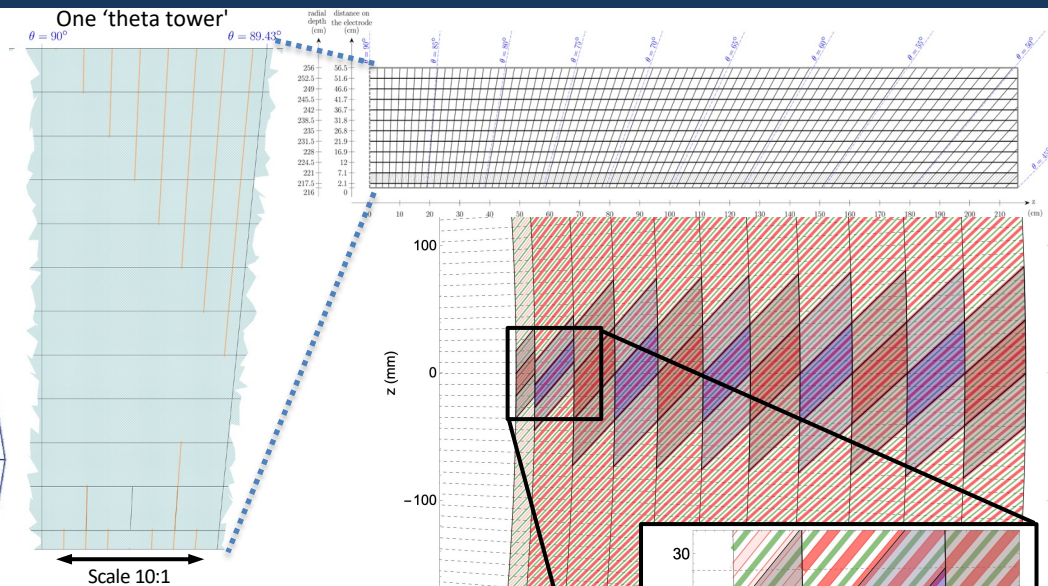 One ‘theta tower'
θ = 90°
θ = 89.43°
radial depth (cm)
distance on the electrode (cm)
θ = 90°
θ = 85°
θ = 80°
θ = 75°
θ = 70°
θ = 65°
θ = 60°
θ = 55°
θ = 50°
θ = 45°
256 56.5
252.5 51.6
249 46.6
245.5 41.7
242 36.7
238.5 31.8
235 26.8
231.5 21.9
228 16.9
224.5 12
221 7.1
217.5 2.1
216 0
0 10 20 30 40 50 60 70 80 90 100 110 120 130 140 150 160 170 180 190 200 210
z
(cm)
100
0
−100
z (mm)
30
Scale 10:1